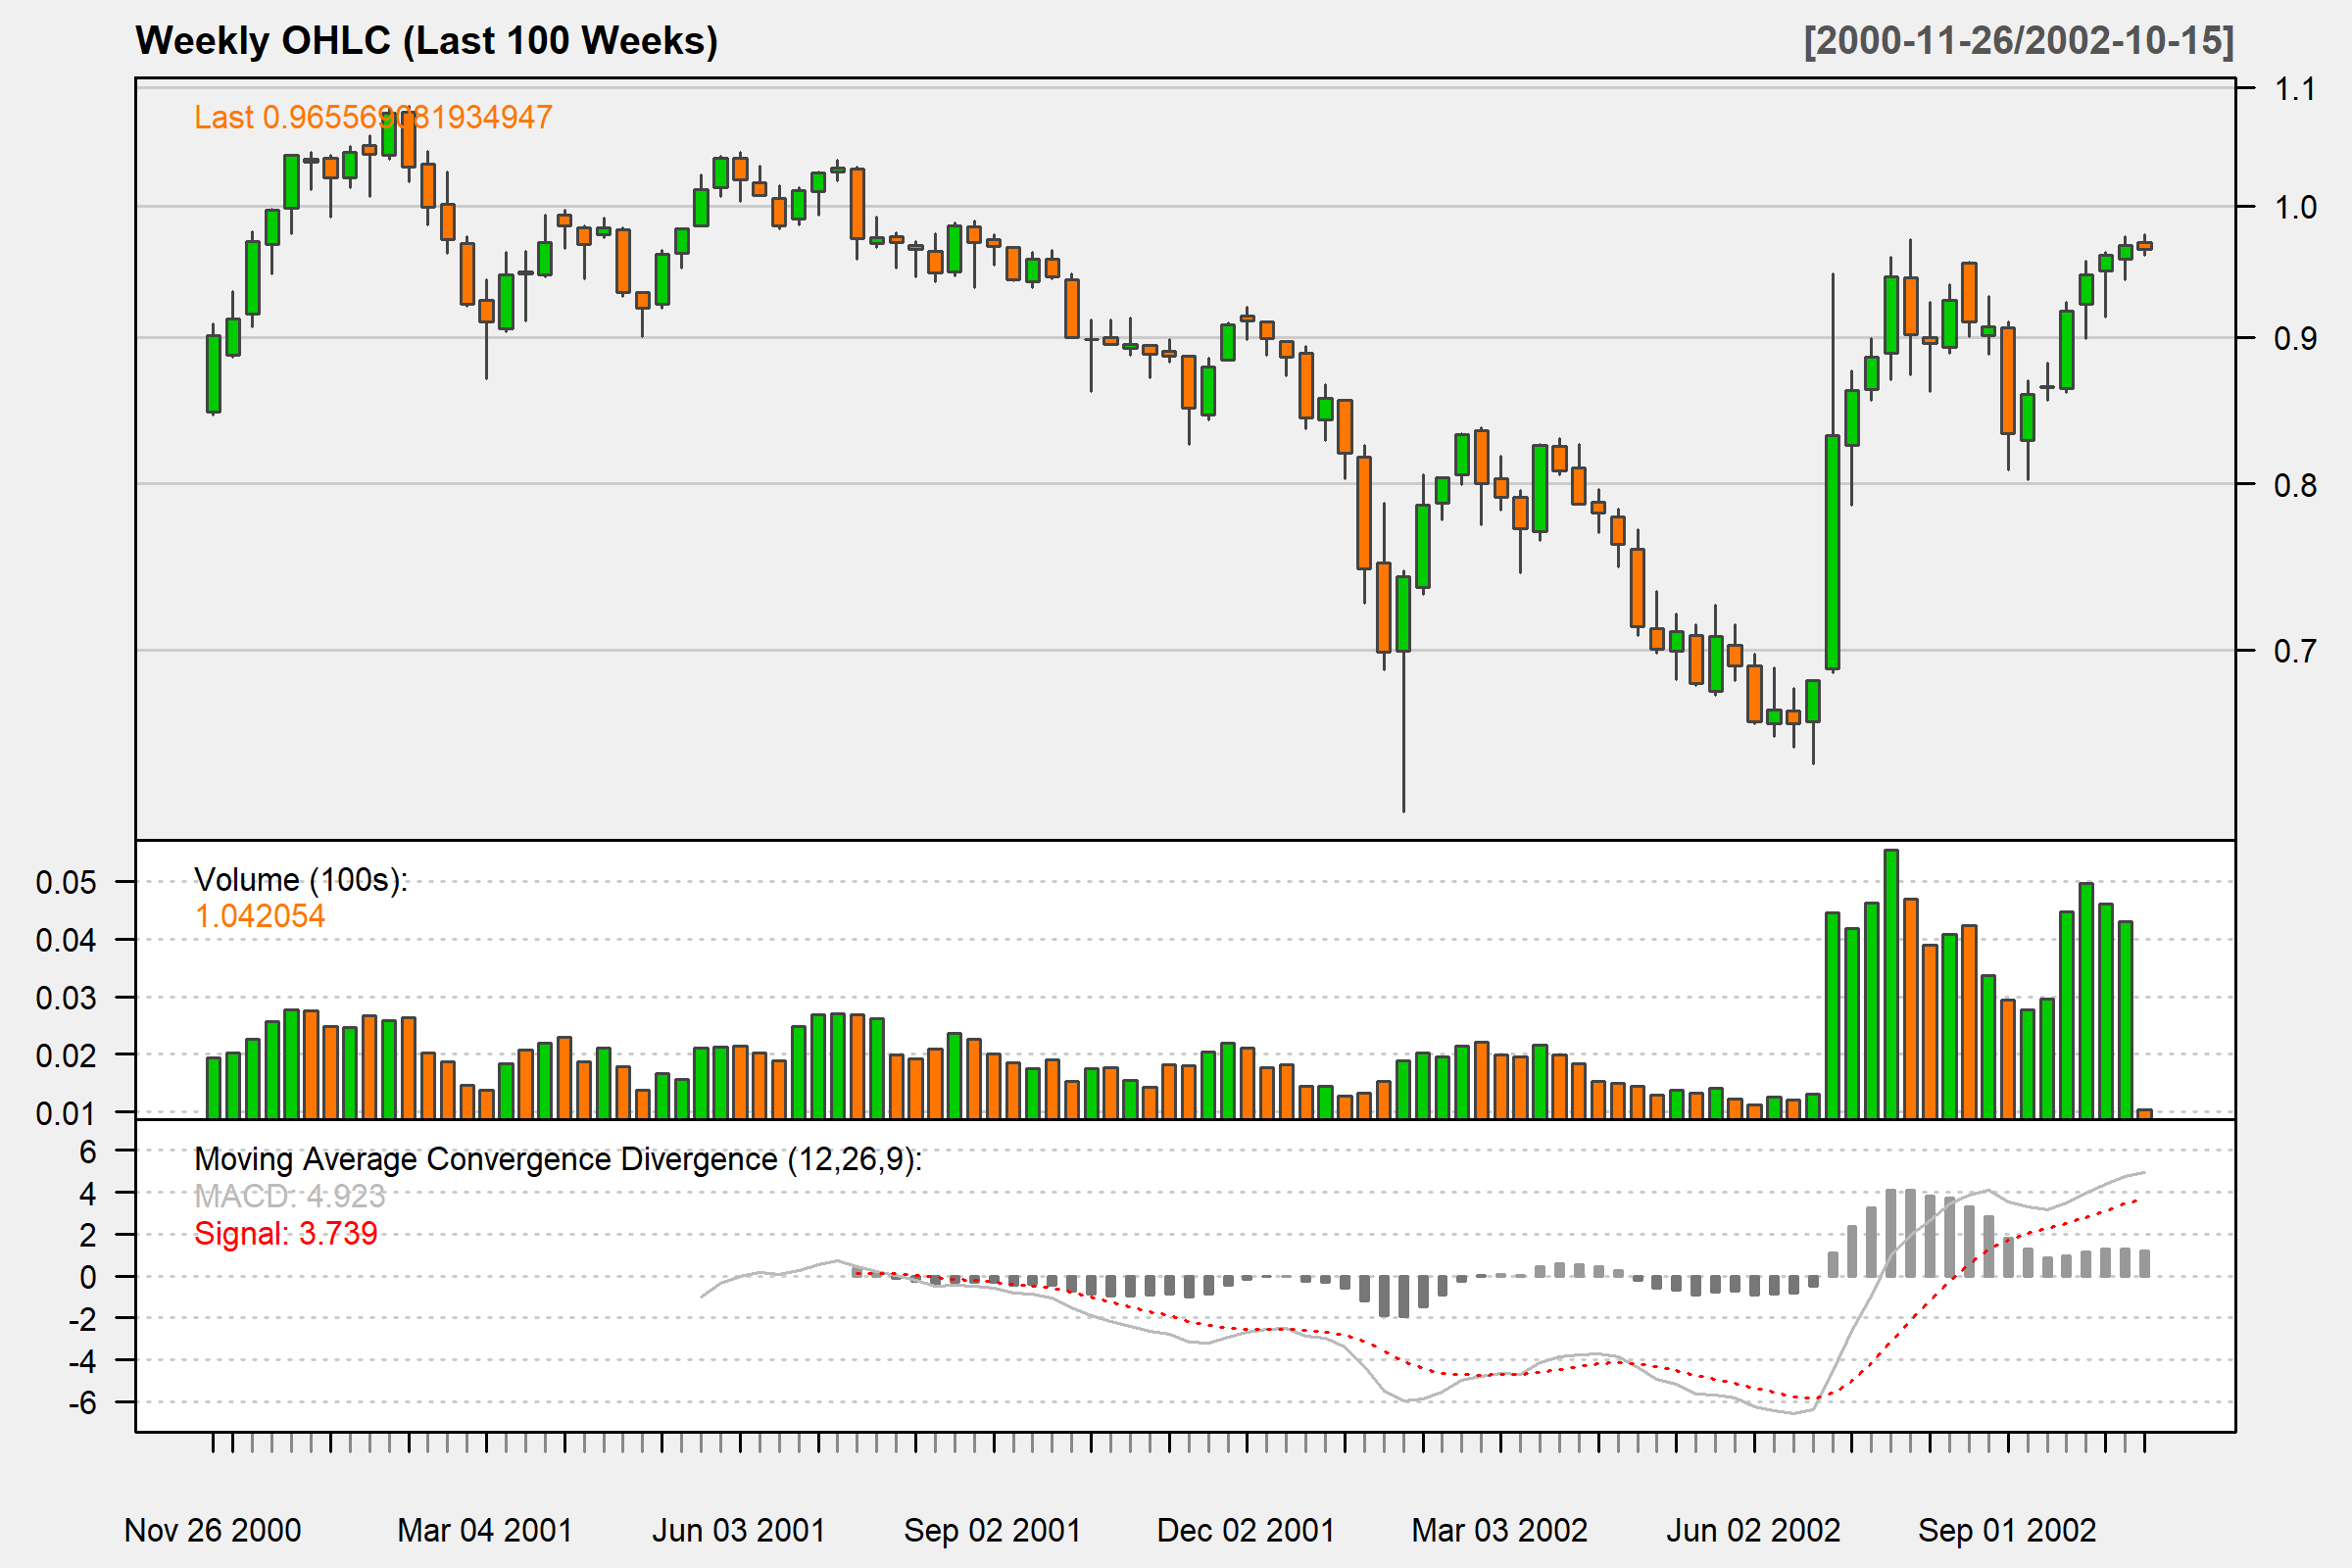 Weekly OHLC (Last 100 Weeks)
[2000-11-26/2002-10-15]
Last 0.965569081934947
1.1
1.0
0.9
0.8
0.7
Volume (100s):
1.042054
0.05
0.04
0.03
0.02
0.01
Moving Average Convergence Divergence (12,26,9):
MACD: 4.923
Signal: 3.739
6
4
2
0
-2
-4
-6
Nov 26 2000
Mar 04 2001
Jun 03 2001
Sep 02 2001
Dec 02 2001
Mar 03 2002
Jun 02 2002
Sep 01 2002